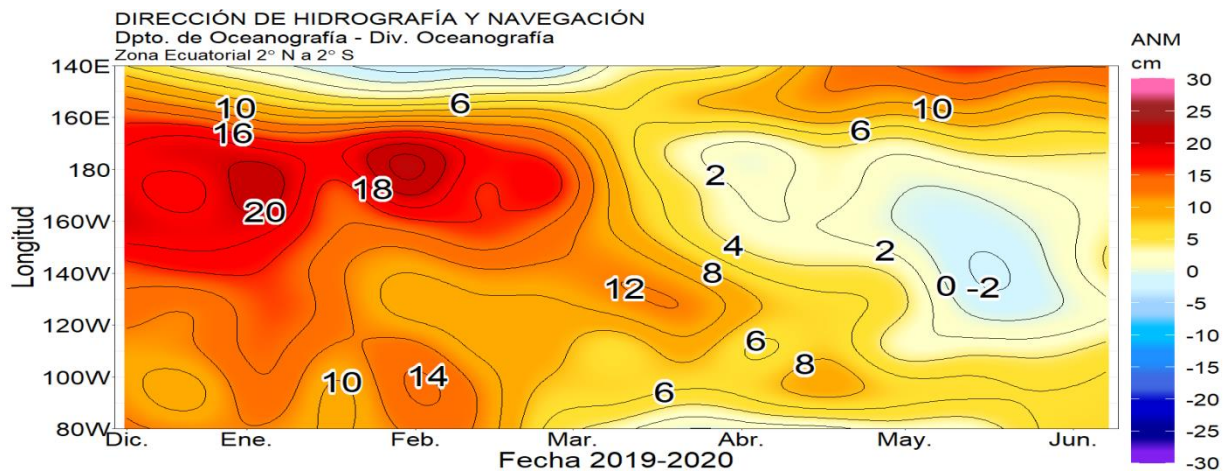 DIRECCIÓN DE HIDROGRAFÍA Y NAVEGACIÓN
Dpto. de Oceanografía - Div. Oceanografía
Zona Ecuatorial 2° N a 2° S
ANM
cm
Longitud
140E
160E
180
160W
140W
120W
100W
80W
10
6
10
16
6
18
2
20
4
2
8
12
0 -2
6
8
10
14
6
30
25
20
15
10
5
0
-5
-10
-15
-20
-25
-30
Dic. Ene. Feb. Mar. Abr. May. Jun.
Fecha 2019-2020